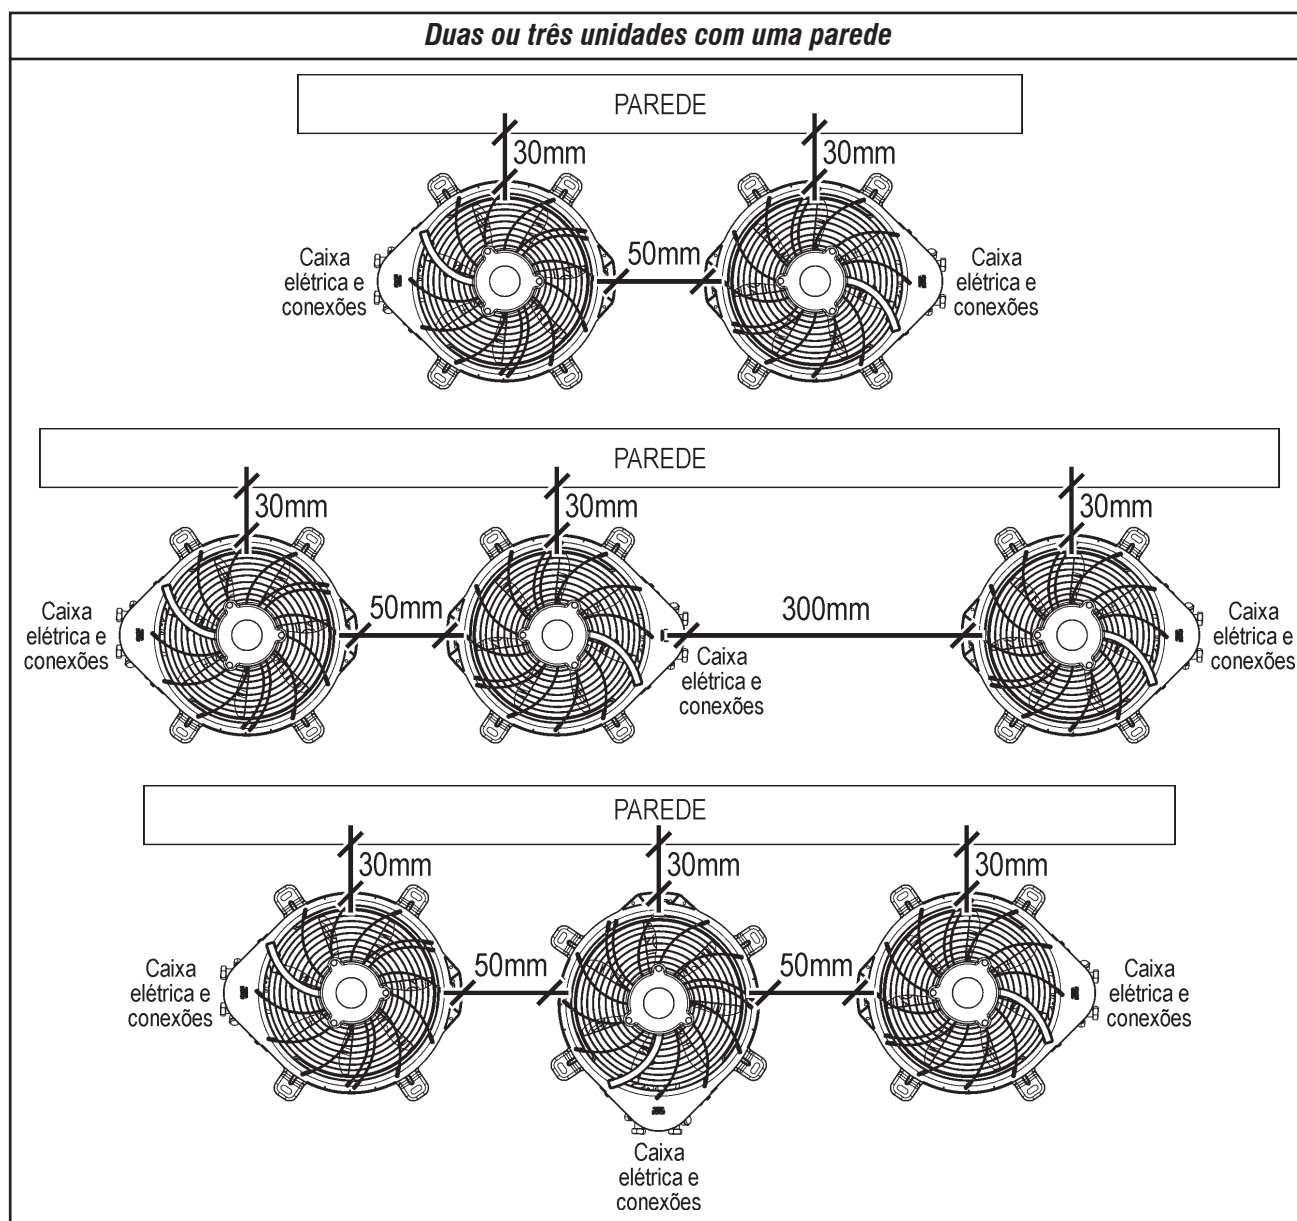 Duas ou três unidades com uma parede
PAREDE
30mm
30mm
Caixa
elétrica e
conexões
50mm
Caixa
elétrica e
conexões
PAREDE
30mm
30mm
30mm
Caixa
elétrica e
conexões
50mm
Caixa
elétrica e
conexões
300mm
Caixa
elétrica e
conexões
PAREDE
30mm
30mm
30mm
Caixa
elétrica e
conexões
50mm
50mm
Caixa
elétrica e
conexões
Caixa
elétrica e
conexões